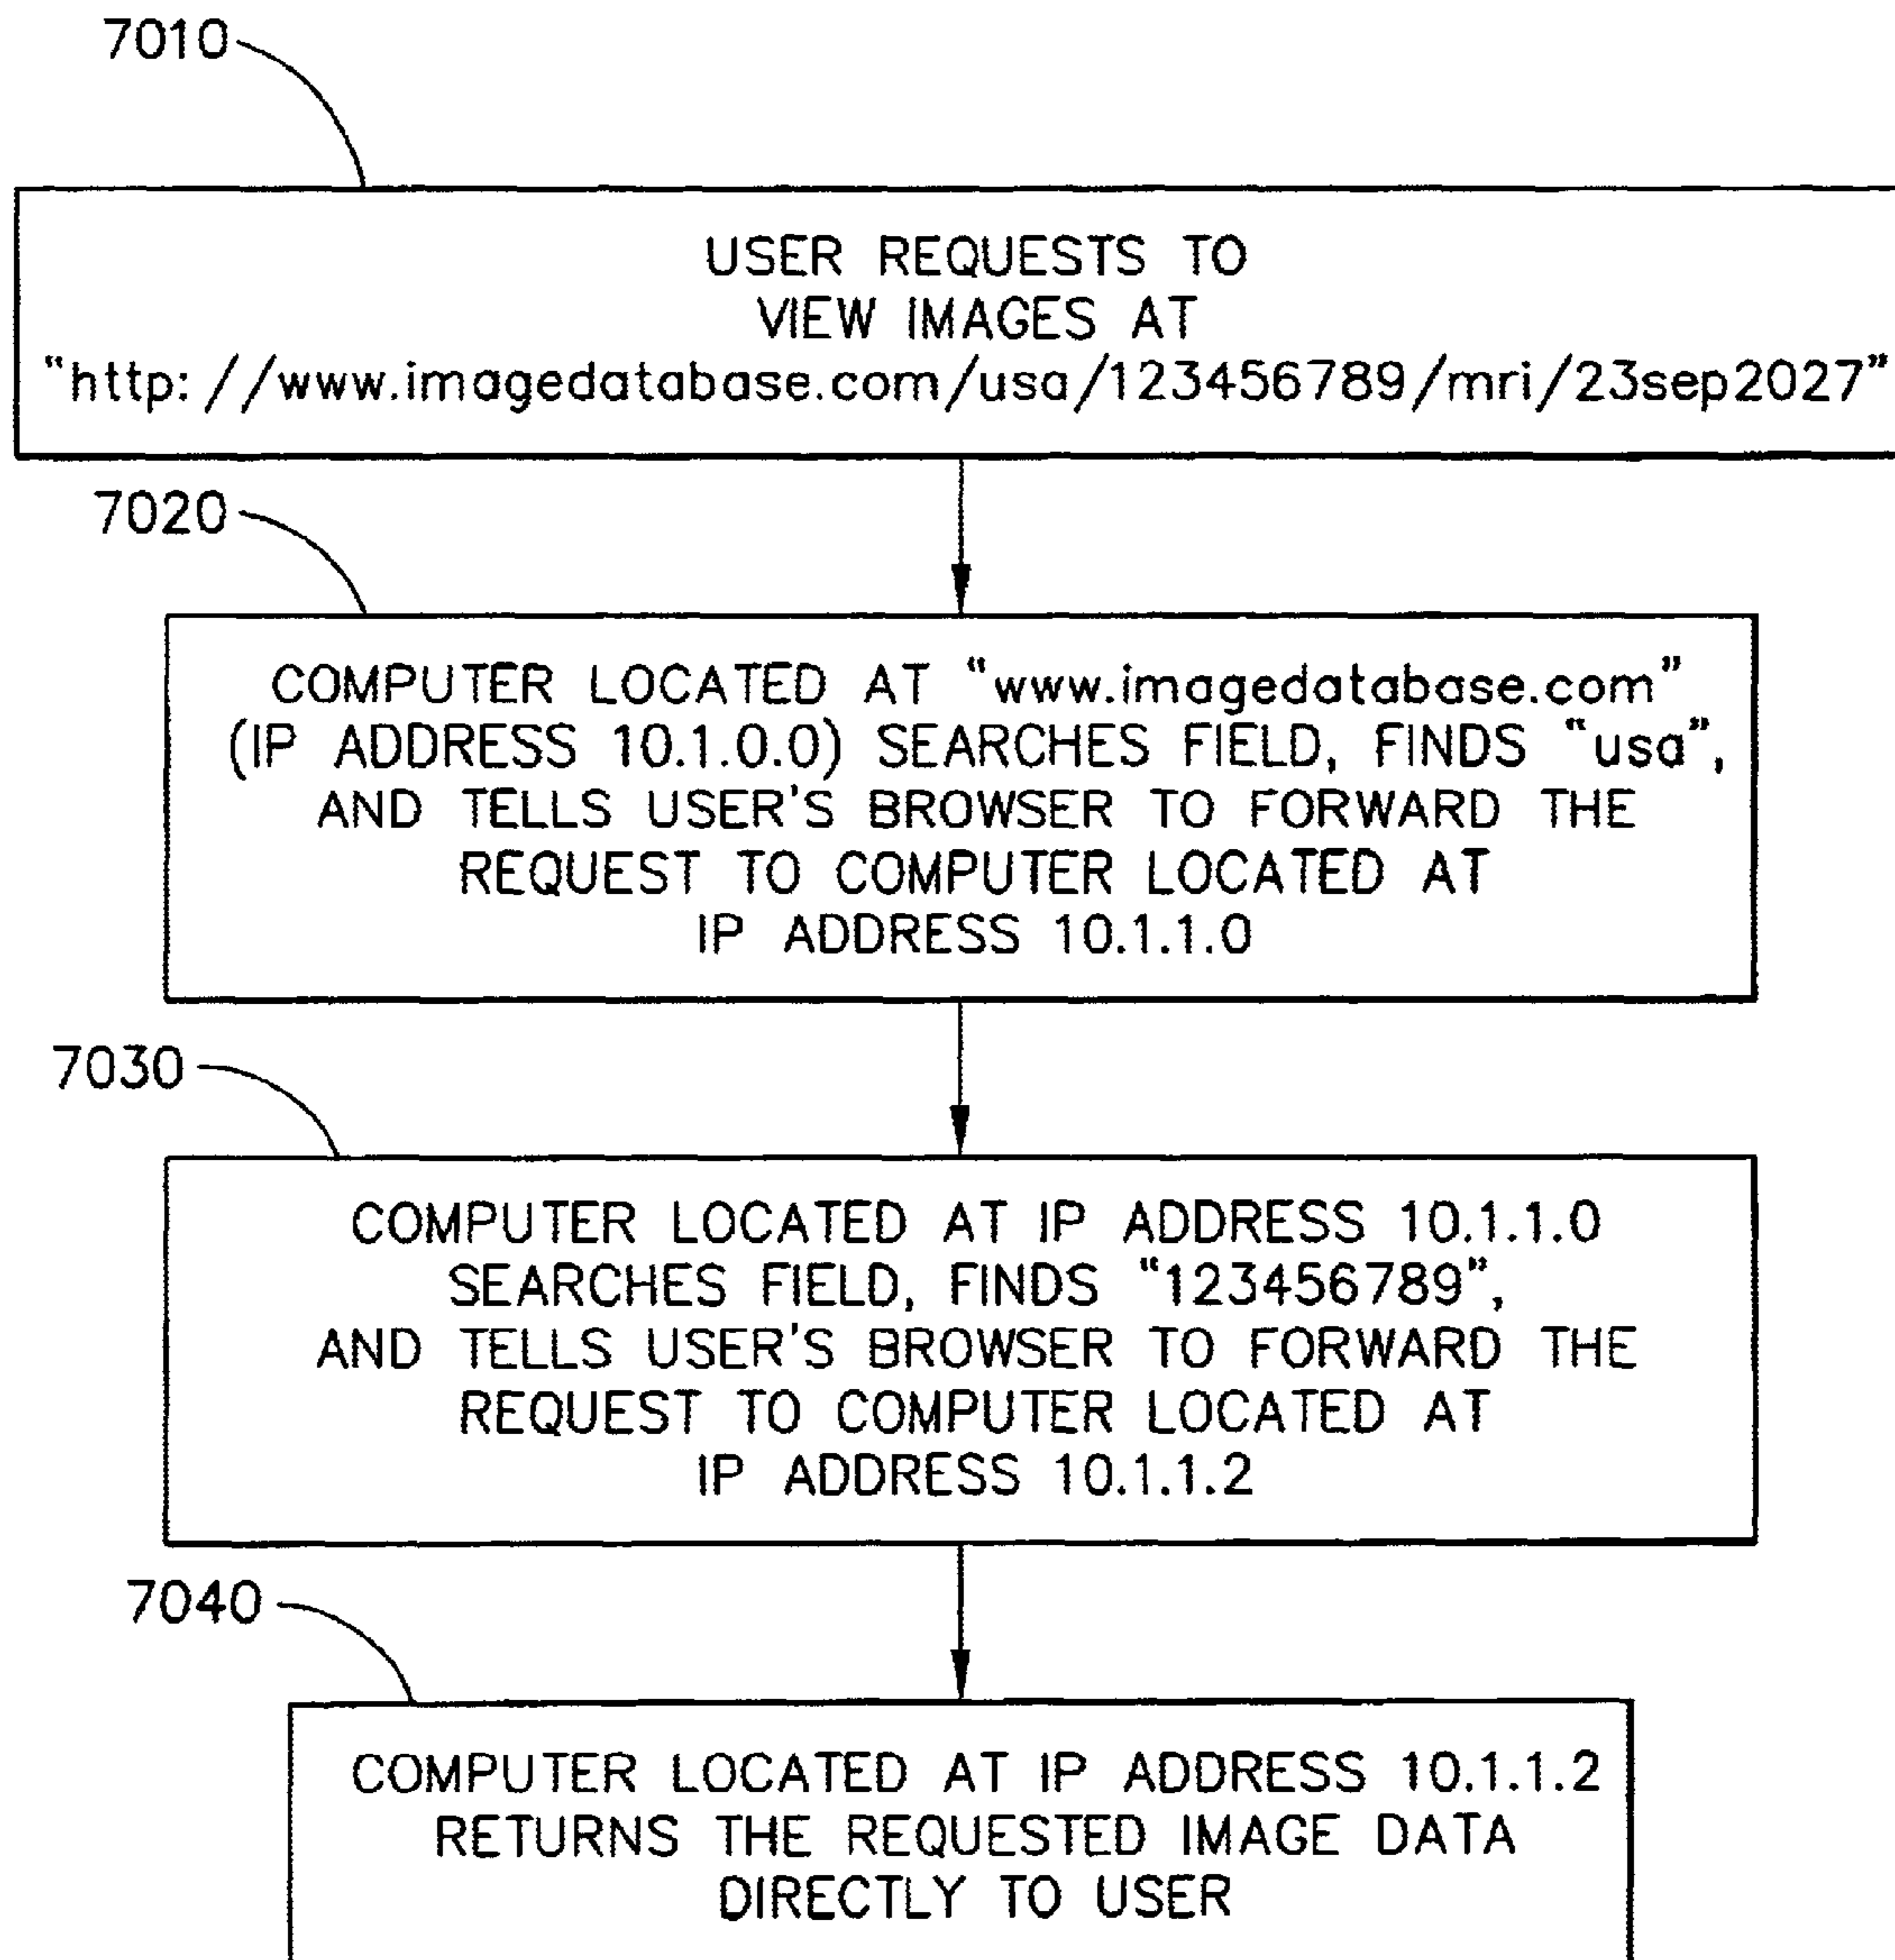 7010
USER REQUESTS TO
VIEW IMAGES AT
“http: //www.imagedatabase.com/usa/123456789/mri/23sep2027”
7020
COMPUTER LOCATED AT “www.imagedatabase.com”
(IP ADDRESS 10.1.0.0) SEARCHES FIELD, FINDS “usa”,
AND TELLS USER'S BROWSER TO FORWARD THE
REQUEST TO COMPUTER LOCATED AT
IP ADDRESS 10.1.1.0
7030
COMPUTER LOCATED AT IP ADDRESS 10.1.1.0
SEARCHES FIELD, FINDS “123456789”,
AND TELLS USER'S BROWSER TO FORWARD THE
REQUEST TO COMPUTER LOCATED AT
IP ADDRESS 10.1.1.2
7040
COMPUTER LOCATED AT IP ADDRESS 10.1.1.2
RETURNS THE REQUESTED IMAGE DATA
DIRECTLY TO USER